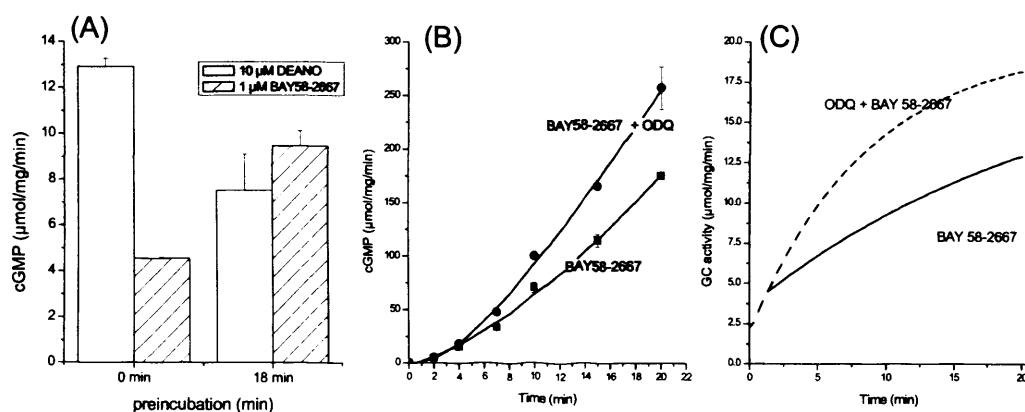 (A)
14
13
12
10
8
6
4
2
0
cGMP (µmol/mg/min)
10 µM DEANO
1 µM BAY58-2667
0 min
18 min
preincubation (min)
(B)
300
250
200
150
100
50
0
cGMP (µmol/mg/min)
BAY58-2667 + ODQ
BAY58-2667
0 2 4 6 8 10 12 14 16 18 20 22
Time (min)
(C)
20.0
17.5
15.0
12.5
10.0
7.5
5.0
2.5
0.0
GC activity (µmol/mg/min)
ODQ + BAY 58-2667
BAY 58-2667
0 5 10 15 20
Time (min)